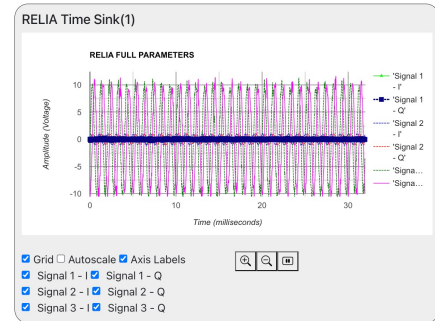 RELIA Time Sink(1)
RELIA FULL PARAMETERS
Amplitude (Voltage)
10
5
0
-5
-10
0
10
20
30
Time (milliseconds)
'Signal 1
- I'
'Signal 1
- Q'
'Signal 2
- I'
'Signal 2
- Q'
'Signa...
'Signa...
Grid Autoscale Axis Labels
Signal 1 - I Signal 1 - Q
Signal 2 - I Signal 2 - Q
Signal 3 - I Signal 3 - Q